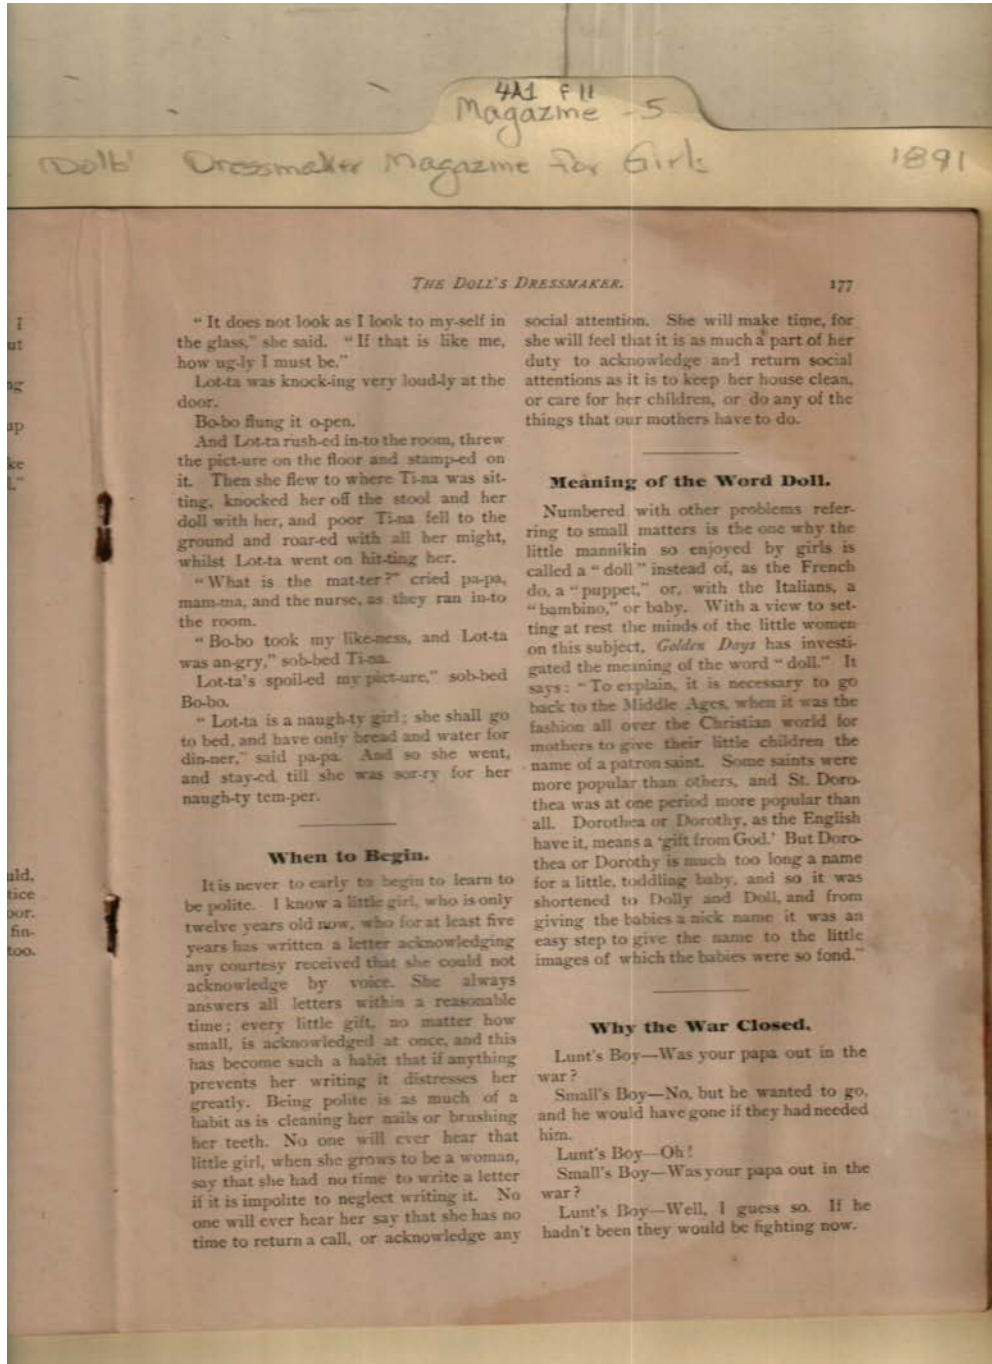 4A1 F 11
Magazine - 5
Dressmaker Magazine for Girls 1891
THE DOLL'S DRESSMAKER. 177
I
ut
ng
up
ke
l."
uld,
tice
oor.
fin-
too.
" It does not look as I look to my-self in
the glass," she said. " If that is like me,
how ug-ly I must be."
Lot-ta was knock-ing very loud-ly at the
door.
Bo-bo flung it o-pen.
And Lot-ta rush-ed in-to the room, threw
the pict-ure on the floor and stamp-ed on
it. Then she flew to where Ti-na was sit-
ting, knocked her off the stool and her
doll with her, and poor Ti-na fell to the
ground and roar-ed with all her might,
whilst Lot-ta went on hit-ting her.
" What is the mat-ter?" cried pa-pa,
mam-ma, and the nurse, as they ran in-to
the room.
" Bo-bo took my like-ness, and Lot-ta
was an-gry," sob-bed Ti-na.
Lot-ta's spoil-ed my pict-ure," sob-bed
Bo-bo.
" Lot-ta is a naugh-ty girl ; she shall go
to bed, and have only bread and water for
din-ner," said pa-pa. And so she went,
and stay-ed till she was sor-ry for her
naugh-ty tem-per.
When to Begin.
It is never to early to begin to learn to
be polite. I know a little girl, who is only
twelve years old now, who for at least five
years has written a letter acknowledging
any courtesy received that she could not
acknowledge by voice. She always
answers all letters within a reasonable
time ; every little gift, no matter how
small, is acknowledged at once, and this
has become such a habit that if anything
prevents her writing it distresses her
greatly. Being polite is as much of a
habit as is cleaning her nails or brushing
her teeth. No one will ever hear that
little girl, when she grows to be a woman,
say that she had no time to write a letter
if it is impolite to neglect writing it. No
one will ever hear her say that she has no
time to return a call, or acknowledge any
social attention. She will make time, for
she will feel that it is as much a part of her
duty to acknowledge and return social
attentions as it is to keep her house clean,
or care for her children, or do any of the
things that our mothers have to do.
Meaning of the Word Doll.
Numbered with other problems refer-
ring to small matters is the one why the
little mannikin so enjoyed by girls is
called a " doll " instead of, as the French
do, a " puppet," or, with the Italians, a
" bambino," or baby. With a view to set-
ting at rest the minds of the little women
on this subject, Golden Days has investi-
gated the meaning of the word " doll." It
says : "To explain, it is necessary to go
back to the Middle Ages, when it was the
fashion all over the Christian world for
mothers to give their little children the
name of a patron saint. Some saints were
more popular than others, and St. Doro-
thea was at one period more popular than
all. Dorothea or Dorothy, as the English
have it, means a 'gift from God.' But Doro-
thea or Dorothy is much too long a name
for a little, toddling baby, and so it was
shortened to Dolly and Doll, and from
giving the babies a nick name it was an
easy step to give the name to the little
images of which the babies were so fond."
Why the War Closed.
Lunt's Boy—Was your papa out in the
war ?
Small's Boy—No, but he wanted to go,
and he would have gone if they had needed
him.
Lunt's Boy—Oh !
Small's Boy—Was your papa out in the
war ?
Lunt's Boy—Well, I guess so. If he
hadn't been they would be fighting now.